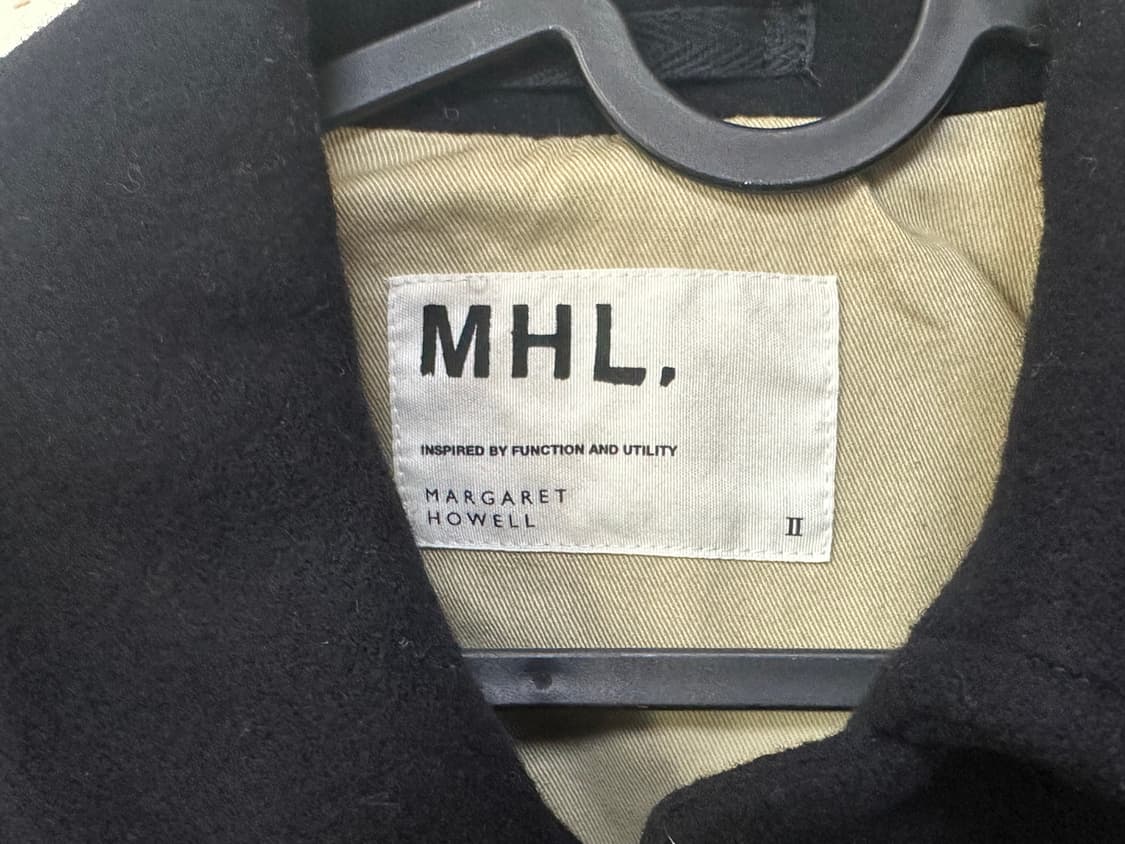 MHL.
INSPIRED BY FUNCTION AND UTILITY
MARGARET
HOWELL
II